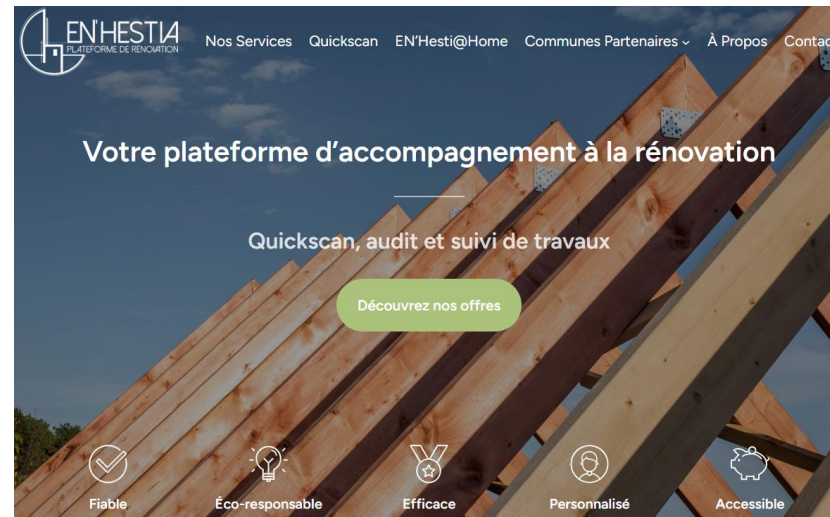 EN'HESTIA
PLATEFORME DE RÉNOVATION
Nos Services Quickscan EN'Hesti@Home Communes Partenaires À Propos Contac
Votre plateforme d'accompagnement à la rénovation
Quickscan, audit et suivi de travaux
Découvrez nos offres
Fiable Éco-responsable Efficace Personnalisé Accessible